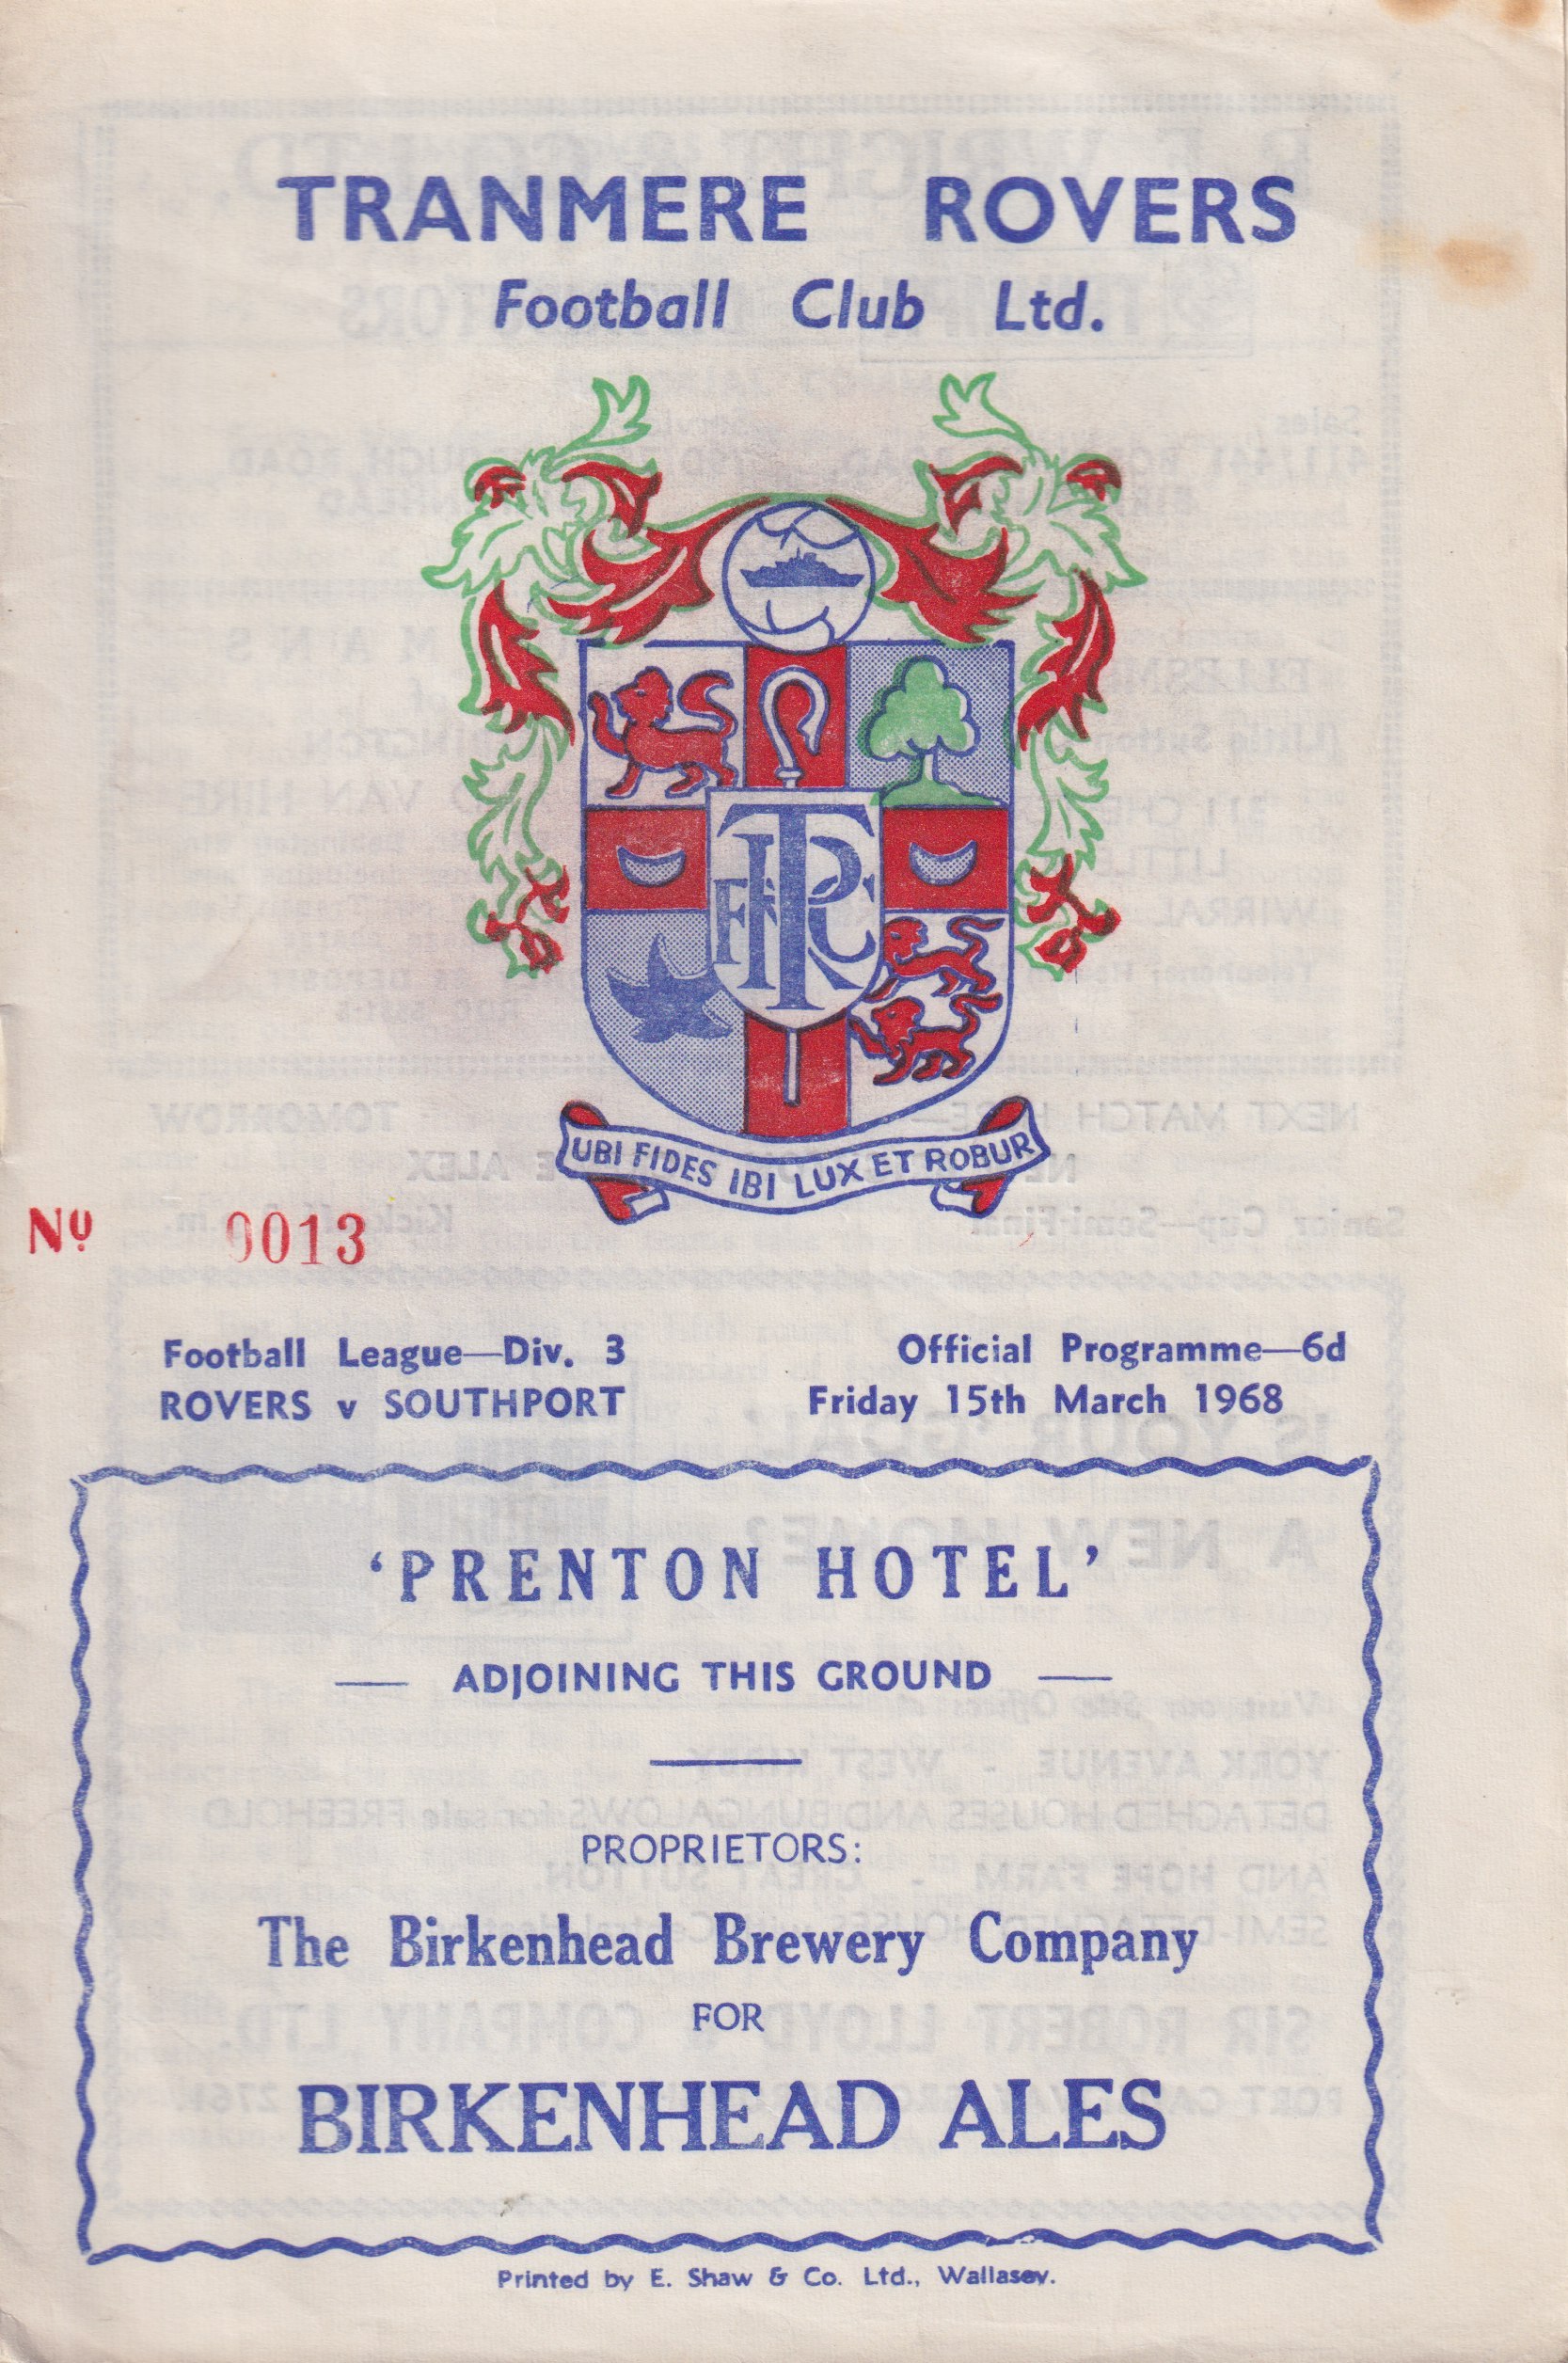 TRANMERE ROVERS
Football Club Ltd.
TRFC
UBI FIDES IBI LUX ET ROBUR
Nº 0013
Football League—Div. 3
ROVERS v SOUTHPORT
Official Programme—6d
Friday 15th March 1968
‘PRENTON HOTEL’
— ADJOINING THIS GROUND —
PROPRIETORS:
The Birkenhead Brewery Company
FOR
BIRKENHEAD ALES
Printed by E. Shaw & Co. Ltd., Wallasey.